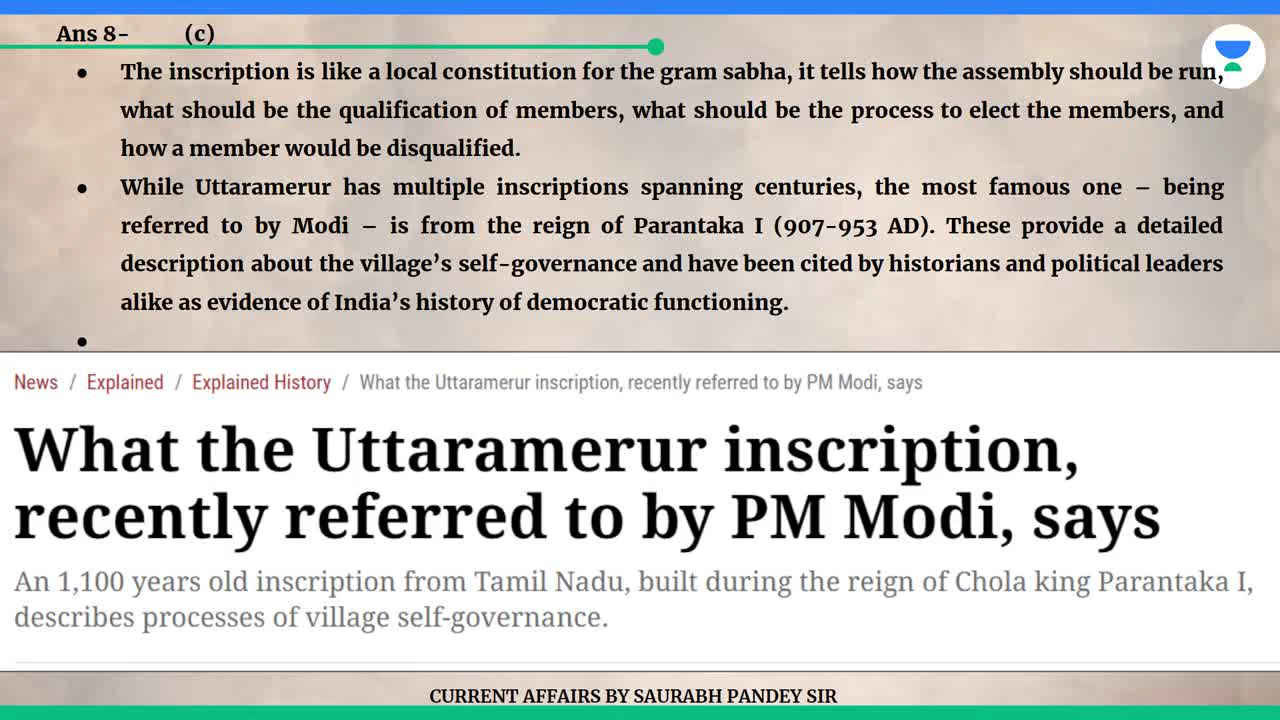 Ans 8- (c)
● The inscription is like a local constitution for the gram sabha, it tells how the assembly should be run,
what should be the qualification of members, what should be the process to elect the members, and
how a member would be disqualified.
● While Uttaramerur has multiple inscriptions spanning centuries, the most famous one – being
referred to by Modi – is from the reign of Parantaka I (907-953 AD). These provide a detailed
description about the village’s self-governance and have been cited by historians and political leaders
alike as evidence of India’s history of democratic functioning.
●
News / Explained / Explained History / What the Uttaramerur inscription, recently referred to by PM Modi, says
What the Uttaramerur inscription,
recently referred to by PM Modi, says
An 1,100 years old inscription from Tamil Nadu, built during the reign of Chola king Parantaka I,
describes processes of village self-governance.
CURRENT AFFAIRS BY SAURABH PANDEY SIR